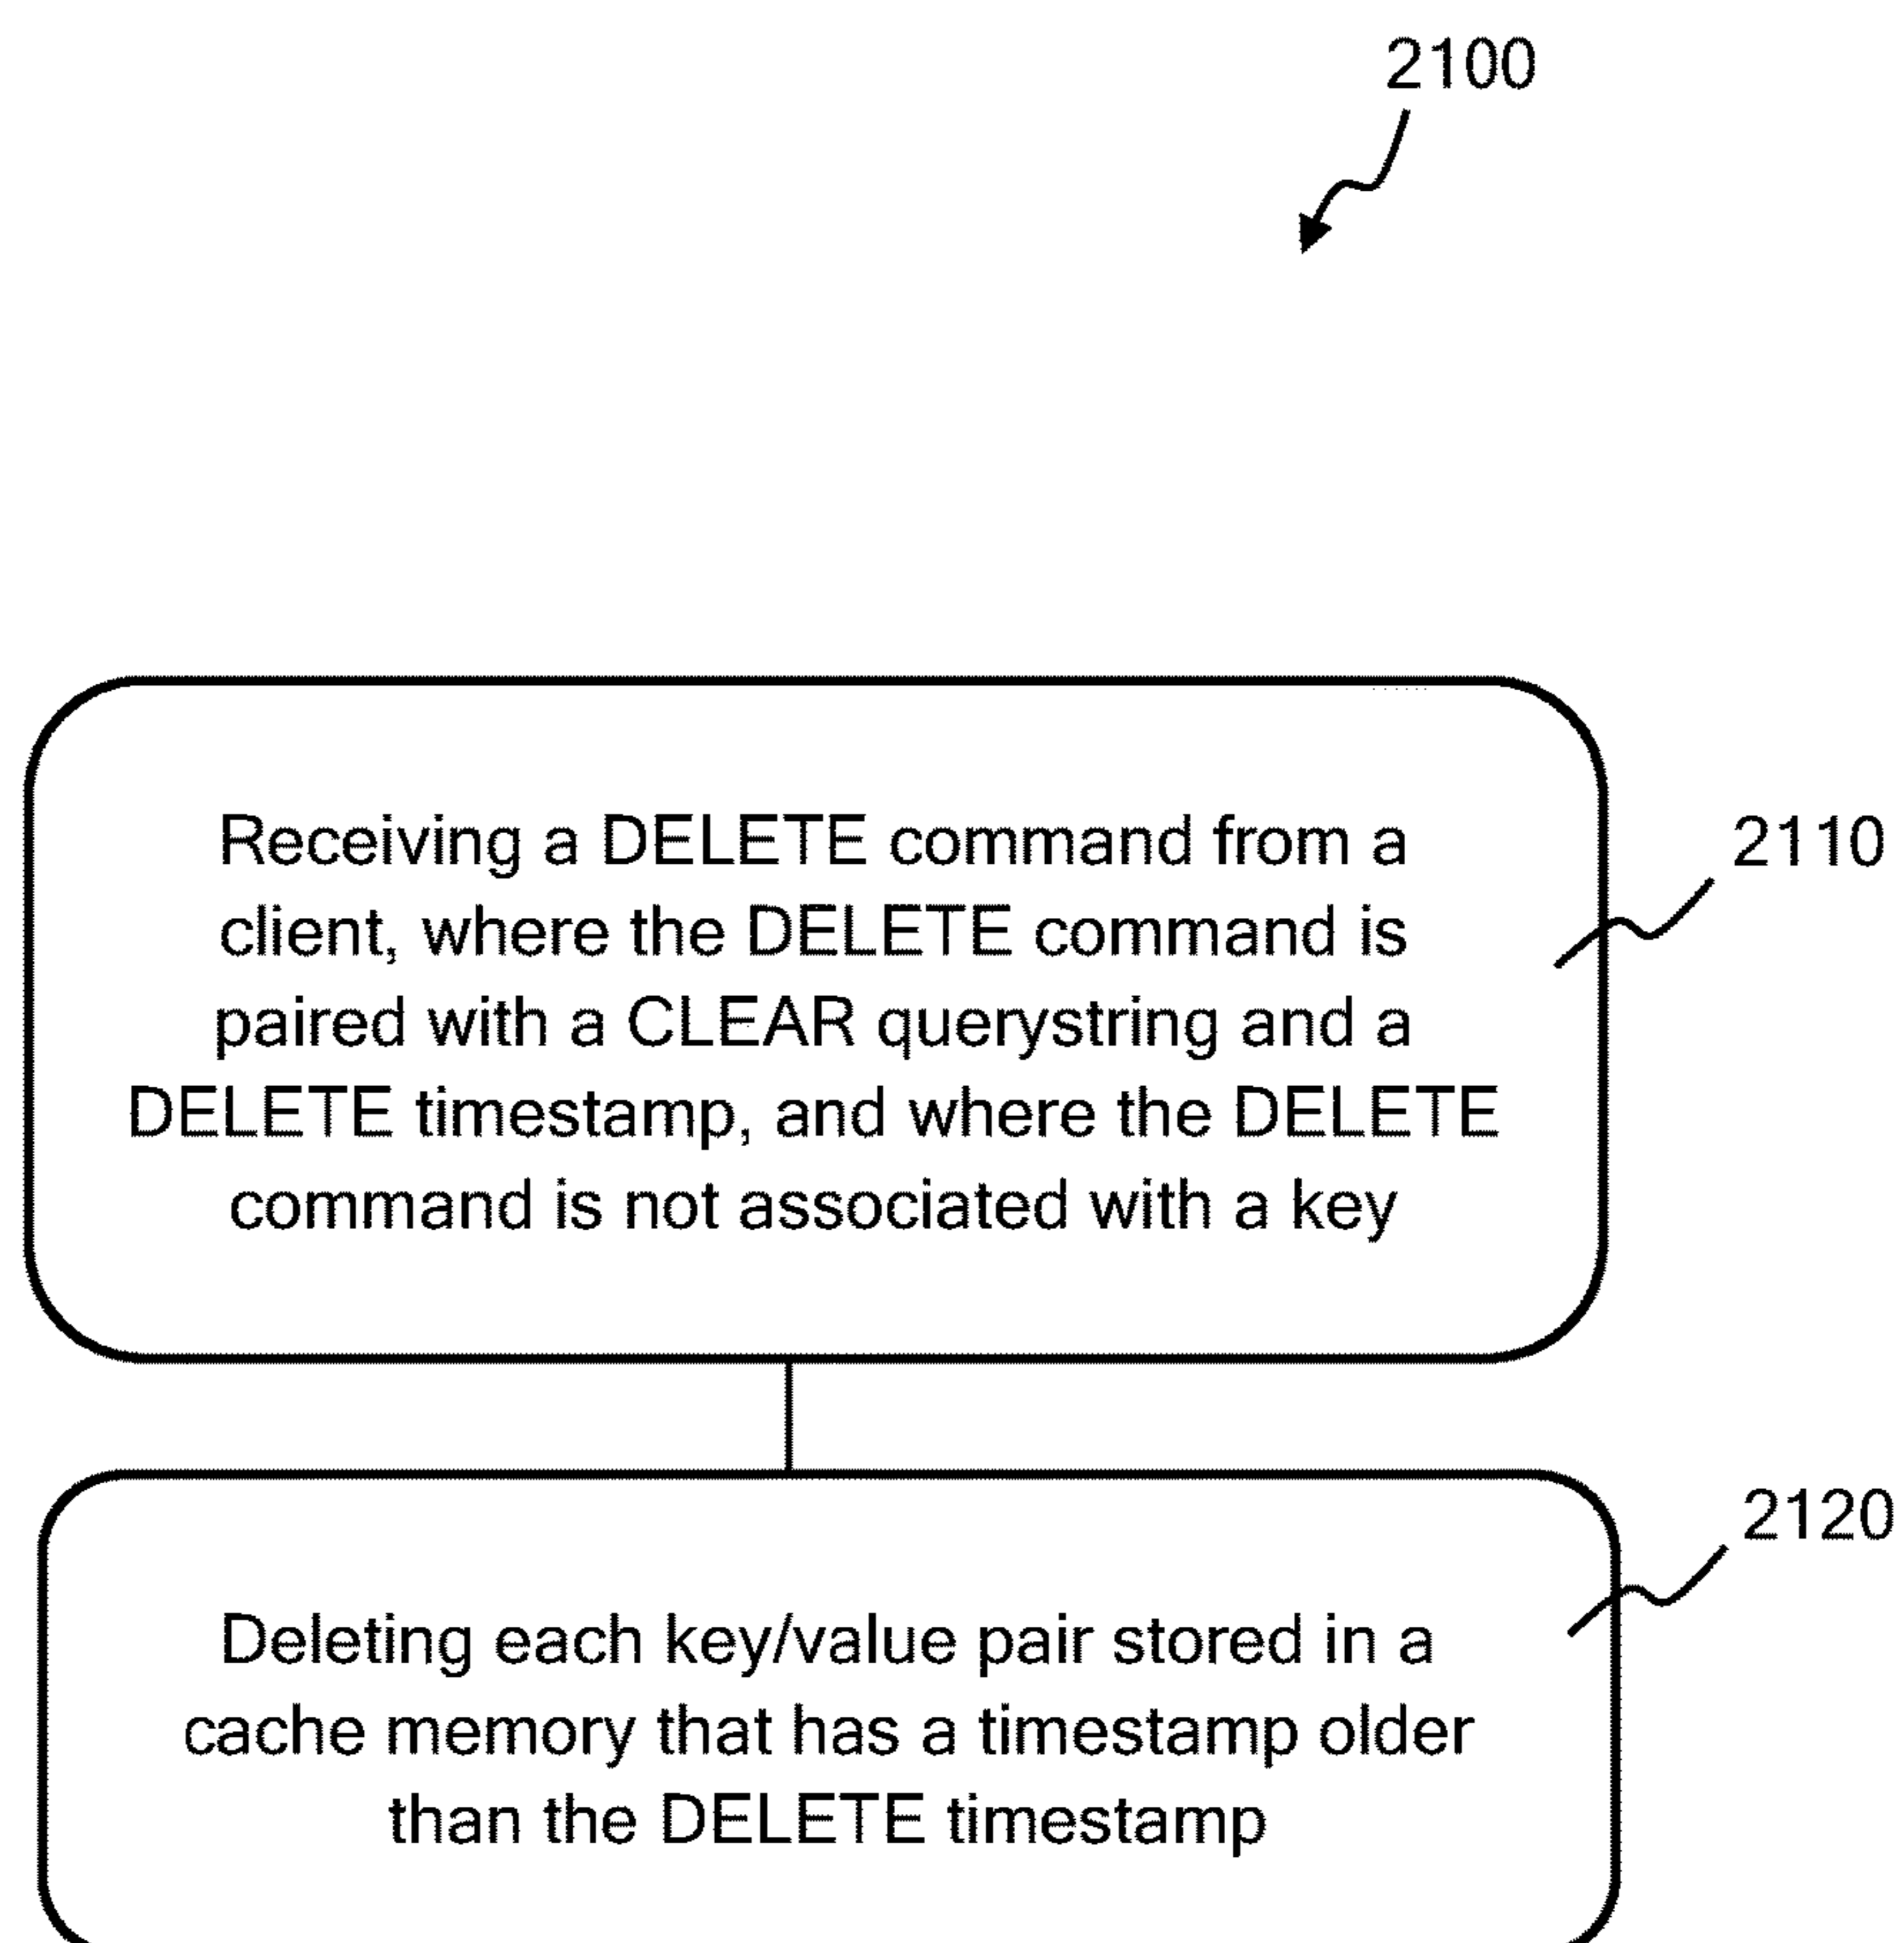 2100
Receiving a DELETE command from a
client, where the DELETE command is
paired with a CLEAR querystring and a
DELETE timestamp, and where the DELETE
command is not associated with a key
2110
Deleting each key/value pair stored in a
cache memory that has a timestamp older
than the DELETE timestamp
2120